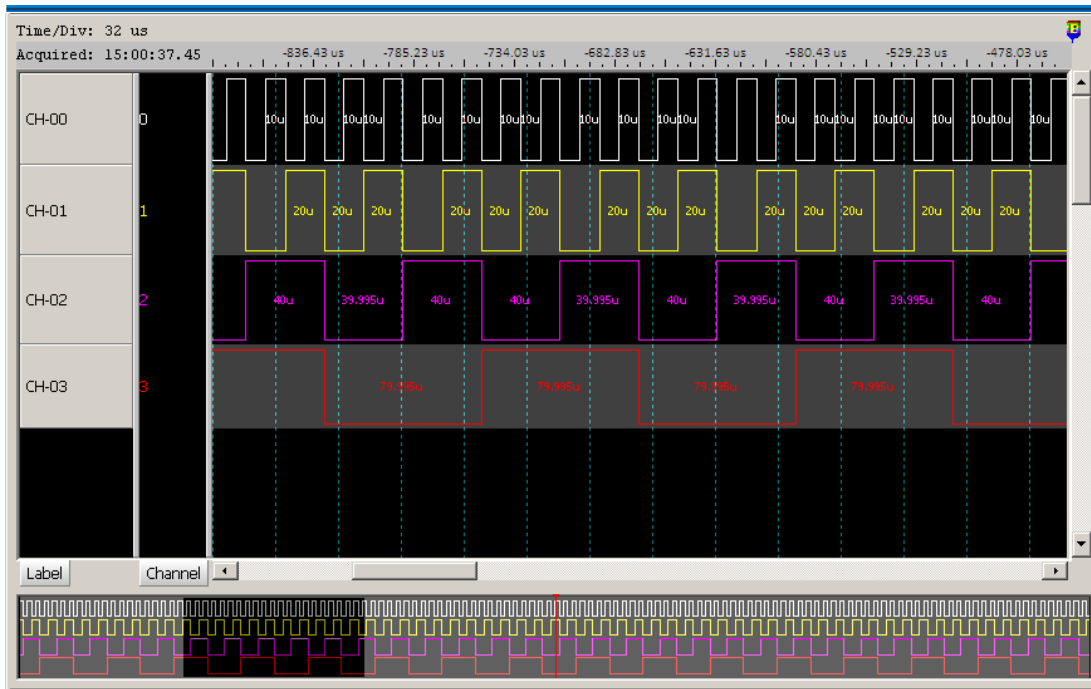 Time/Div: 32 us
Acquired: 15:00:37.45
-836.43 us -785.23 us -734.03 us -682.83 us -631.63 us -580.43 us -529.23 us -478.03 us
CH-00 0 10u 10u 10u 10u 10u 10u 10u 10u 10u 10u 10u 10u 10u 10u 10u 10u 10u 10u 10u 10u 10u
CH-01 1 20u 20u 20u 20u 20u 20u 20u 20u 20u 20u 20u 20u 20u 20u 20u
CH-02 2 40u 39.995u 40u 40u 39.995u 40u 39.995u 40u 39.995u 40u
CH-03 3 79.995u 79.995u 79.995u 79.995u
Label Channel